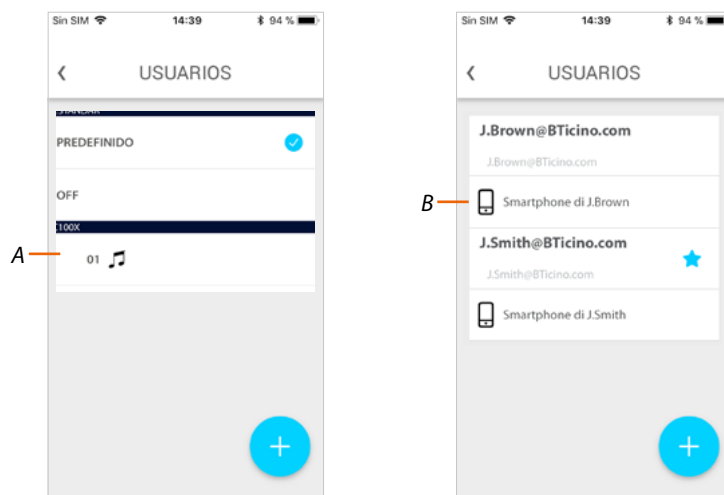 Sin SIM 14:39 94 %
USUARIOS
PREDEFINIDO
OFF
A
01
Sin SIM 14:39 94 %
USUARIOS
J.Brown@BTicino.com
J.Brown@BTicino.com
B
Smartphone di J.Brown
J.Smith@BTicino.com
J.Smith@BTicino.com
Smartphone di J.Smith